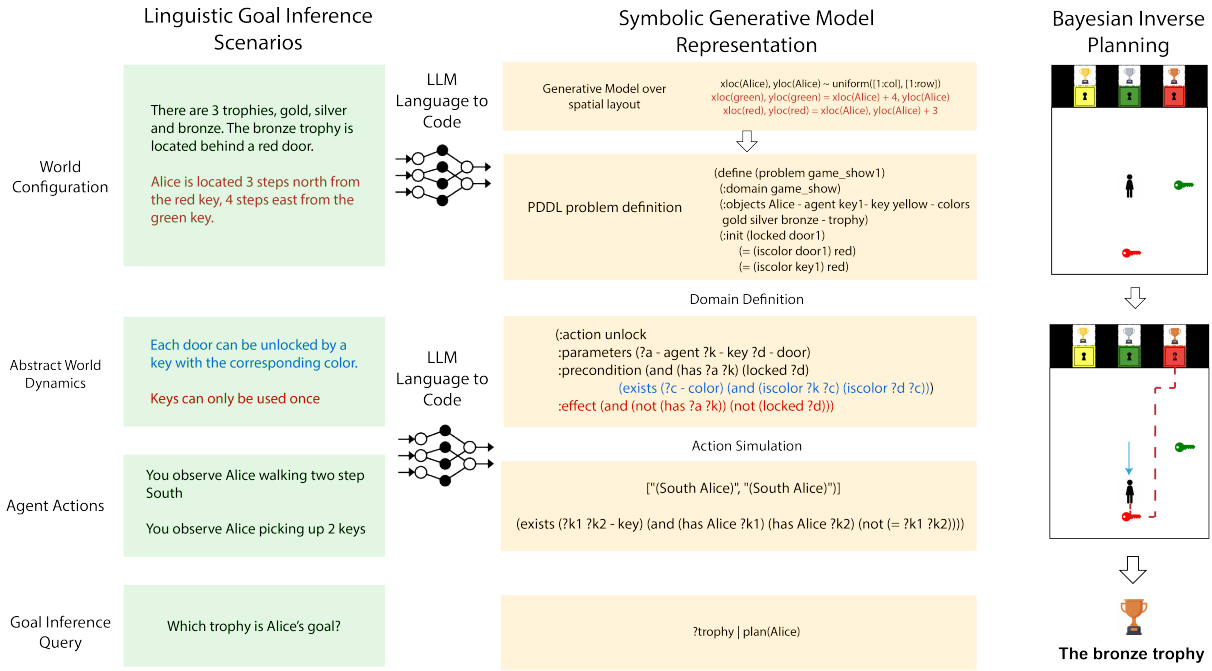 Linguistic Goal Inference
Scenarios
Symbolic Generative Model
Representation
Bayesian Inverse
Planning
World
Configuration
There are 3 trophies, gold, silver
and bronze. The bronze trophy is
located behind a red door.
Alice is located 3 steps north from
the red key, 4 steps east from the
green key.
LLM
Language to
Code
Generative Model over
spatial layout
xloc(Alice), yloc(Alice) ~ uniform([1:col], [1:row])
xloc(green), yloc(green) = xloc(Alice) + 4, yloc(Alice)
xloc(red), yloc(red) = xloc(Alice), yloc(Alice) + 3
PDDL problem definition
(define (problem game_show1)
(:domain game_show)
(:objects Alice - agent key1- key yellow - colors
gold silver bronze - trophy)
(:init (locked door1)
(= (iscolor door1) red)
(= (iscolor key1) red)
Domain Definition
Abstract World
Dynamics
Each door can be unlocked by a
key with the corresponding color.
Keys can only be used once
LLM
Language to
Code
(:action unlock
:parameters (?a - agent ?k - key ?d - door)
:precondition (and (has ?a ?k) (locked ?d)
(exists (?c - color) (and (iscolor ?k ?c) (iscolor ?d ?c)))
:effect (and (not (has ?a ?k)) (not (locked ?d)))
Action Simulation
Agent Actions
You observe Alice walking two step
South
You observe Alice picking up 2 keys
["(South Alice)", "(South Alice)")]
(exists (?k1 ?k2 - key) (and (has Alice ?k1) (has Alice ?k2) (not (= ?k1 ?k2))))
Goal Inference
Query
Which trophy is Alice's goal?
?trophy | plan(Alice)
The bronze trophy